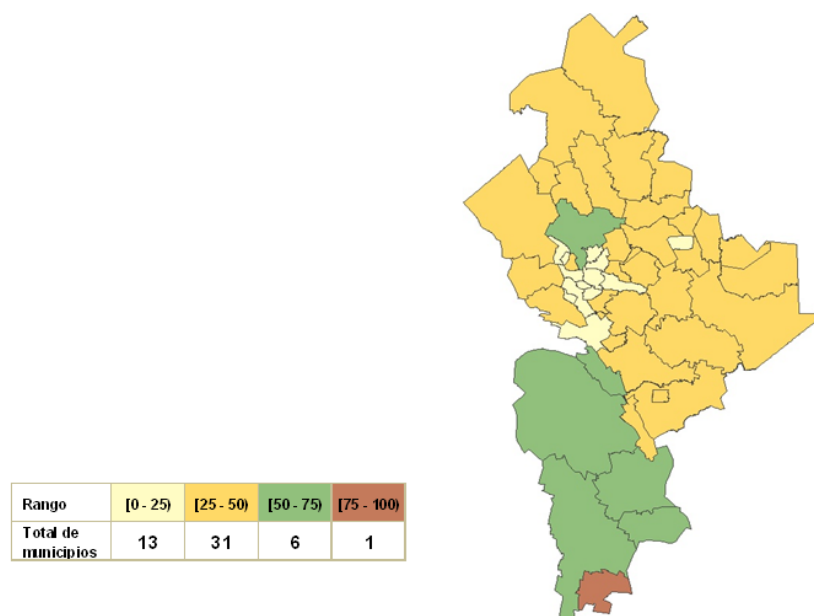 Rango [0 - 25) [25 - 50) [50 - 75) [75 - 100)
Total de
municipios 13 31 6 1